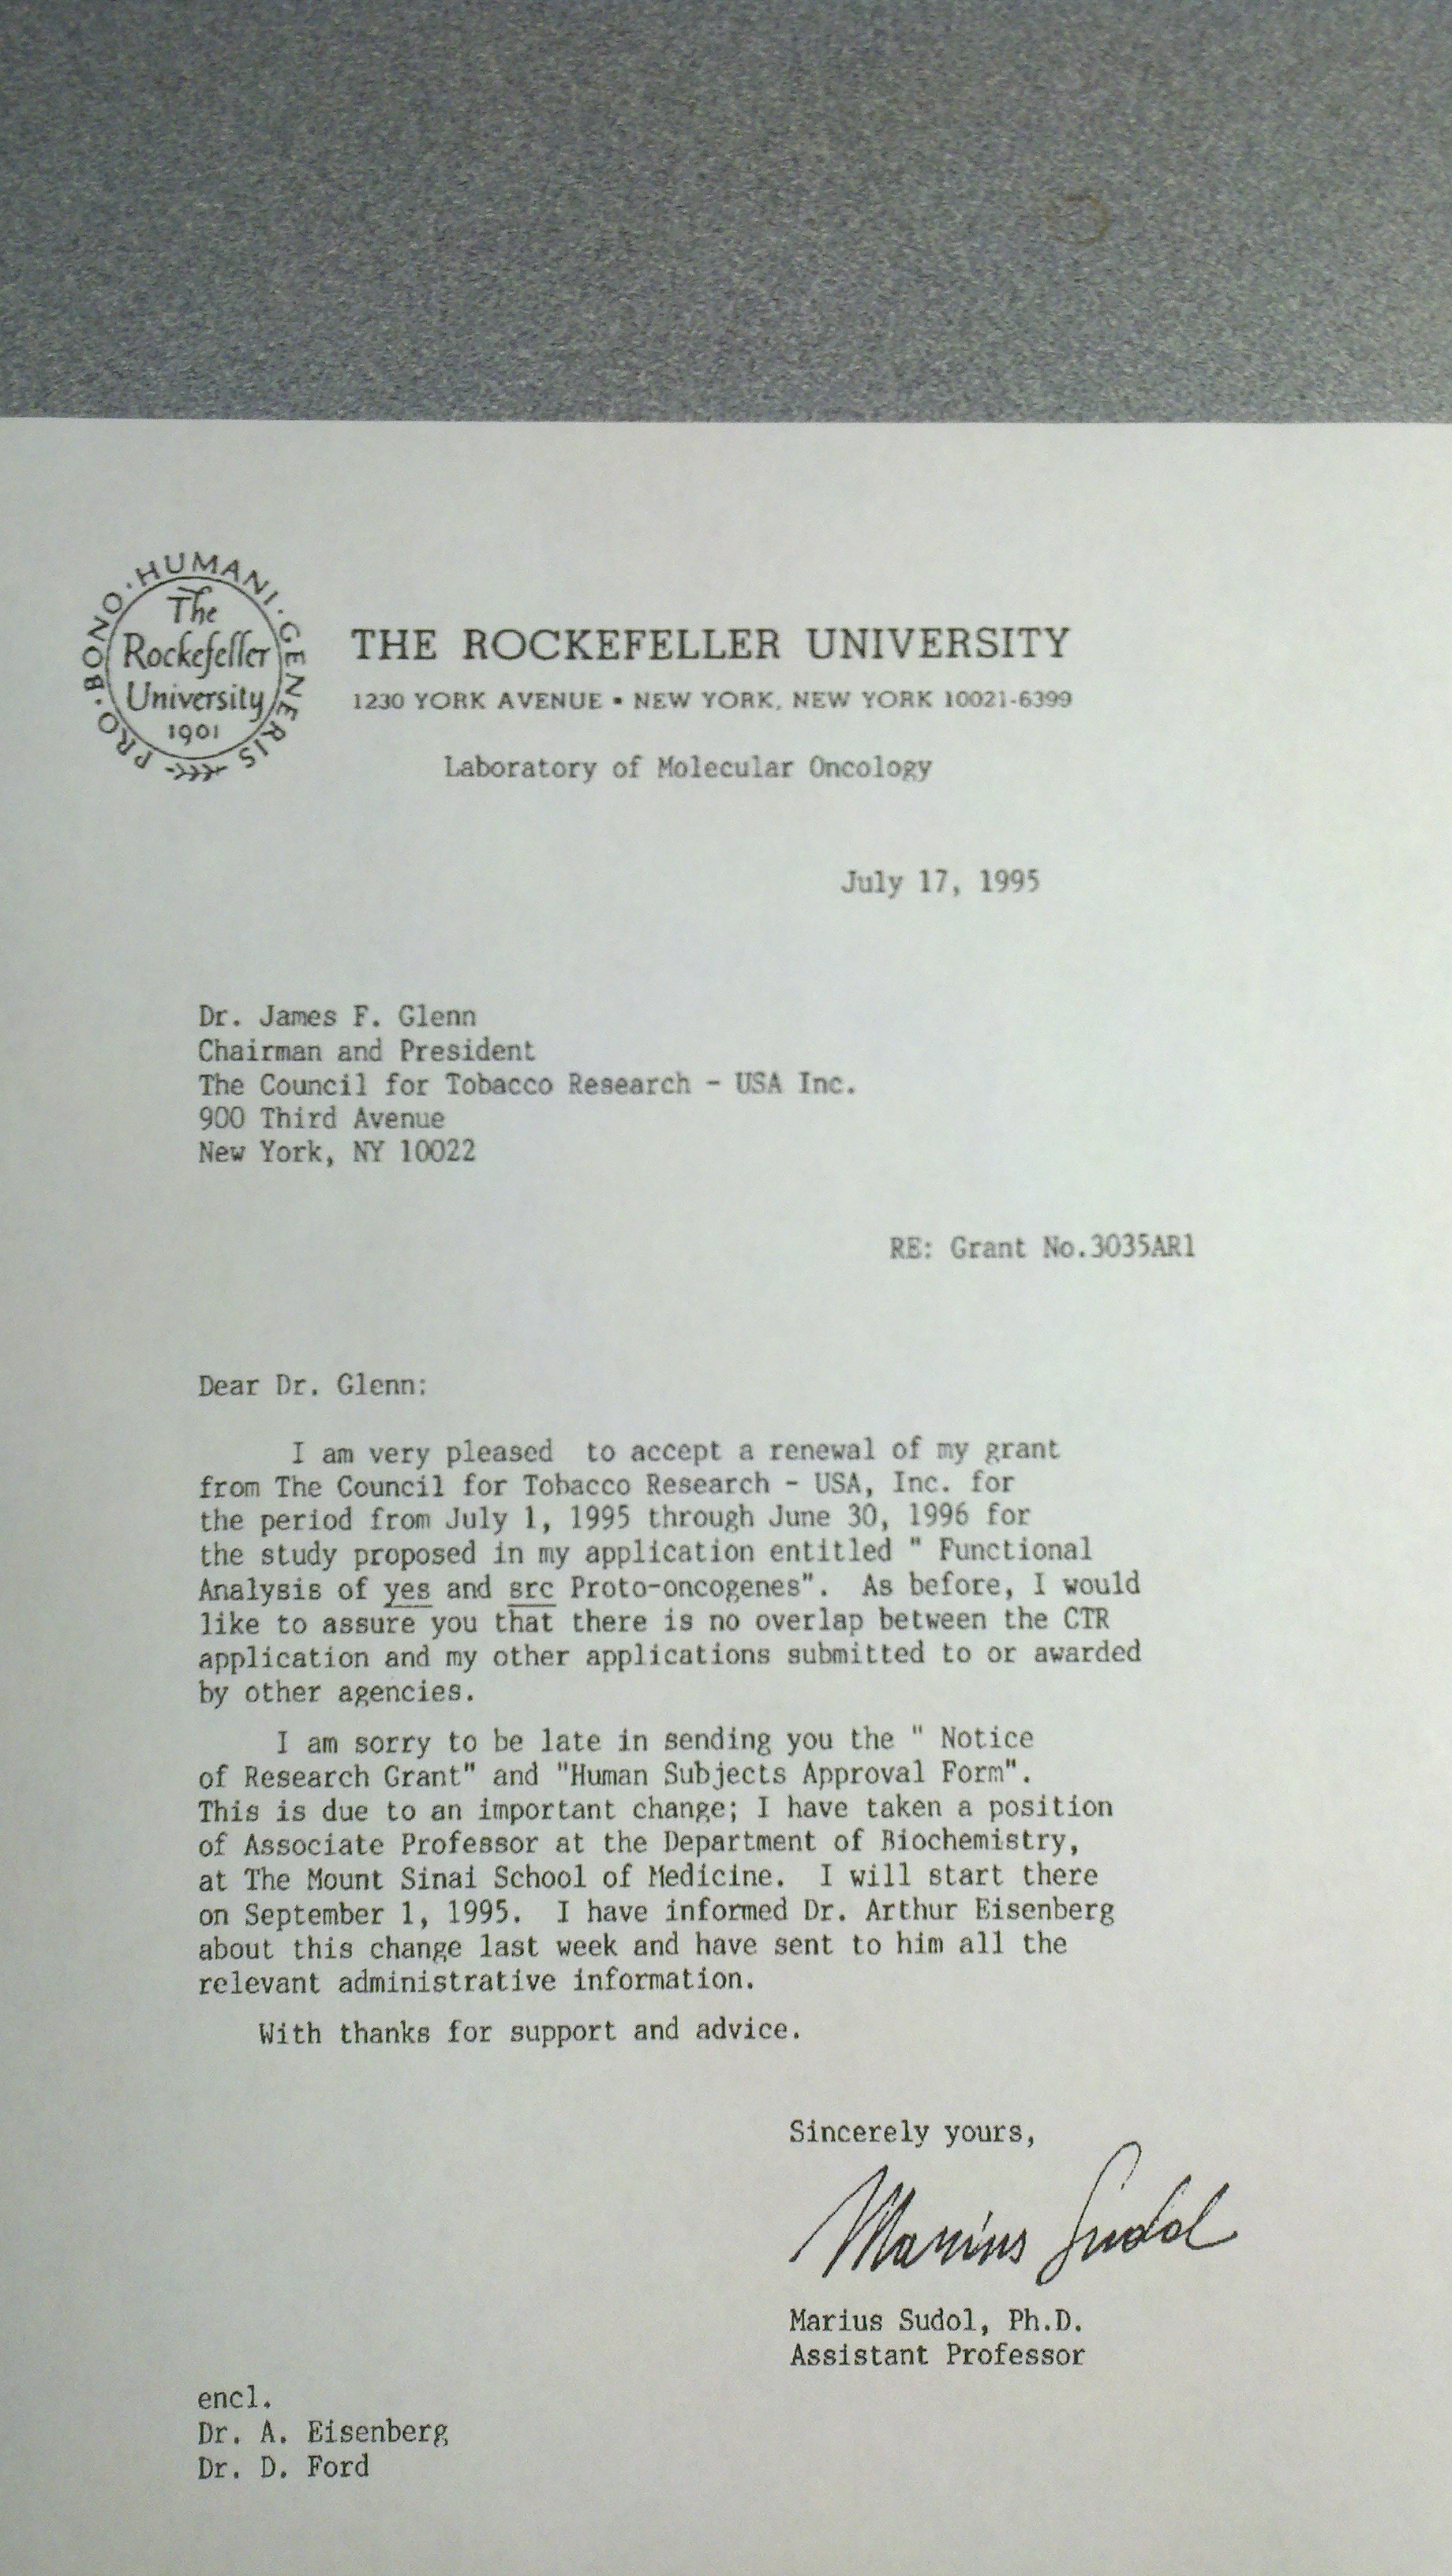 PRO · BONO · HUMANI · GENERIS
The
Rockefeller
University
1901
THE ROCKEFELLER UNIVERSITY
1230 YORK AVENUE • NEW YORK, NEW YORK 10021-6399
Laboratory of Molecular Oncology
July 17, 1995
Dr. James F. Glenn
Chairman and President
The Council for Tobacco Research - USA Inc.
900 Third Avenue
New York, NY 10022
RE: Grant No.3035AR1
Dear Dr. Glenn:
I am very pleased to accept a renewal of my grant
from The Council for Tobacco Research - USA, Inc. for
the period from July 1, 1995 through June 30, 1996 for
the study proposed in my application entitled " Functional
Analysis of yes and src Proto-oncogenes". As before, I would
like to assure you that there is no overlap between the CTR
application and my other applications submitted to or awarded
by other agencies.
I am sorry to be late in sending you the " Notice
of Research Grant" and "Human Subjects Approval Form".
This is due to an important change; I have taken a position
of Associate Professor at the Department of Biochemistry,
at The Mount Sinai School of Medicine. I will start there
on September 1, 1995. I have informed Dr. Arthur Eisenberg
about this change last week and have sent to him all the
relevant administrative information.
With thanks for support and advice.
Sincerely yours,
Marius Sudol
Marius Sudol, Ph.D.
Assistant Professor
encl.
Dr. A. Eisenberg
Dr. D. Ford